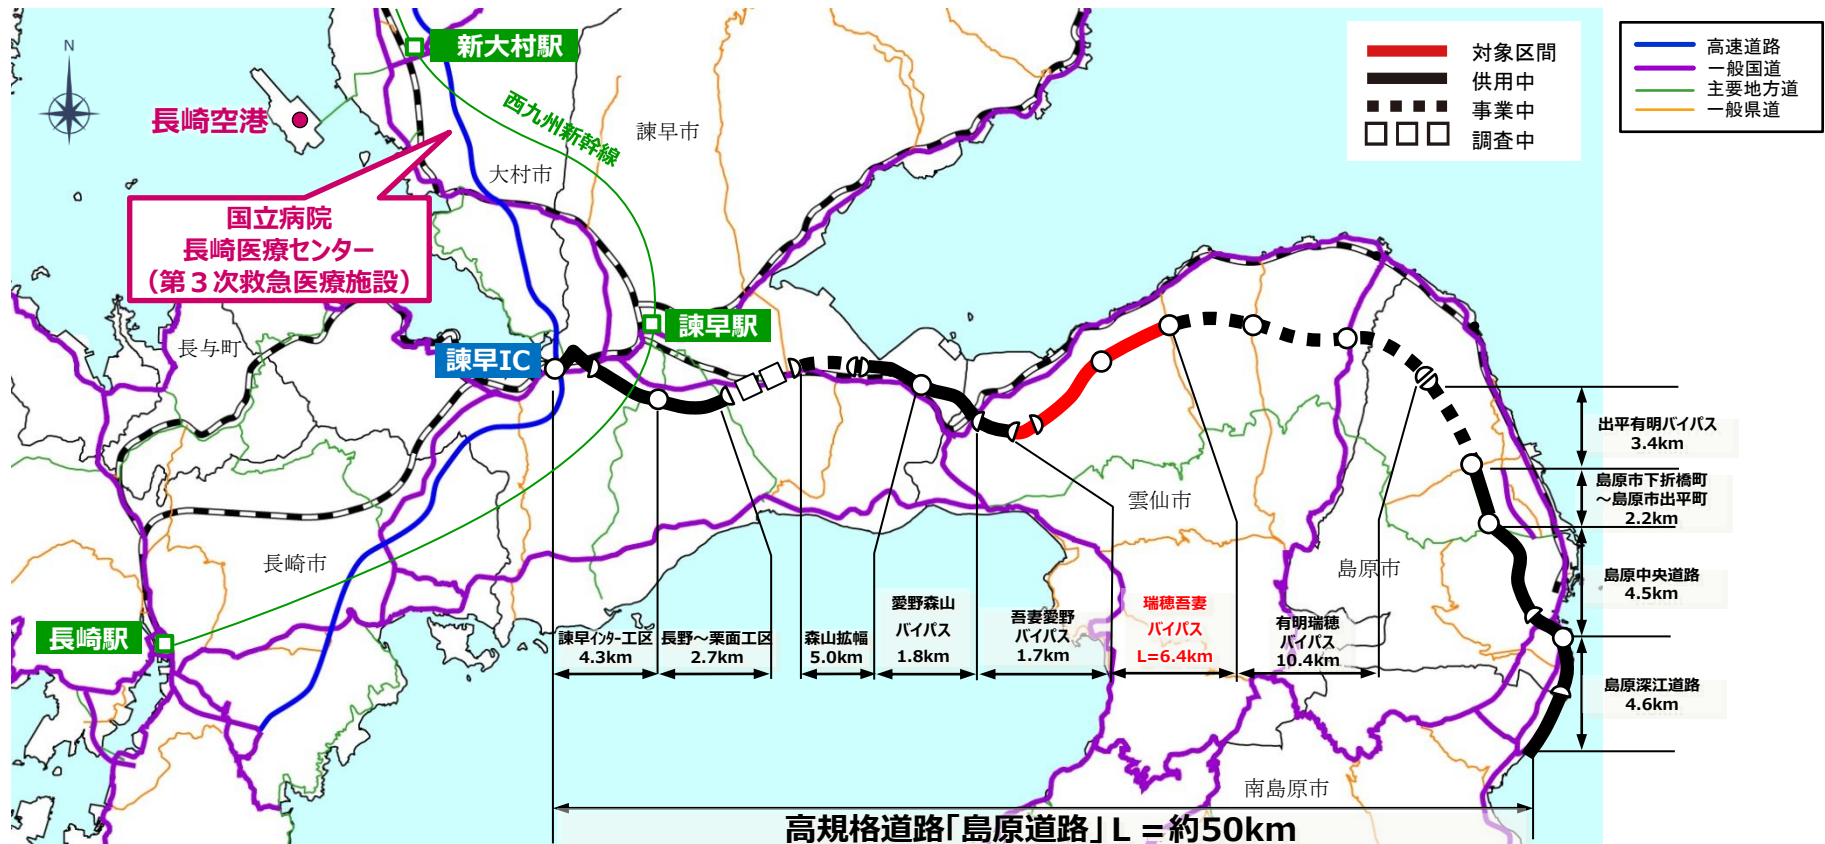 N
新大村駅
長崎空港
西九州新幹線
諫早市
大村市
国立病院
長崎医療センター
（第３次救急医療施設）
対象区間
供用中
事業中
調査中
高速道路
一般国道
主要地方道
一般県道
長与町
諫早IC
諫早駅
長崎市
長崎駅
雲仙市
島原市
南島原市
諫早ｲﾝﾀｰ工区
4.3km
長野～栗面工区
2.7km
森山拡幅
5.0km
愛野森山
バイパス
1.8km
吾妻愛野
バイパス
1.7km
瑞穂吾妻
バイパス
L=6.4km
有明瑞穂
バイパス
10.4km
出平有明バイパス
3.4km
島原市下折橋町
～島原市出平町
2.2km
島原中央道路
4.5km
島原深江道路
4.6km
高規格道路「島原道路」L =約50km